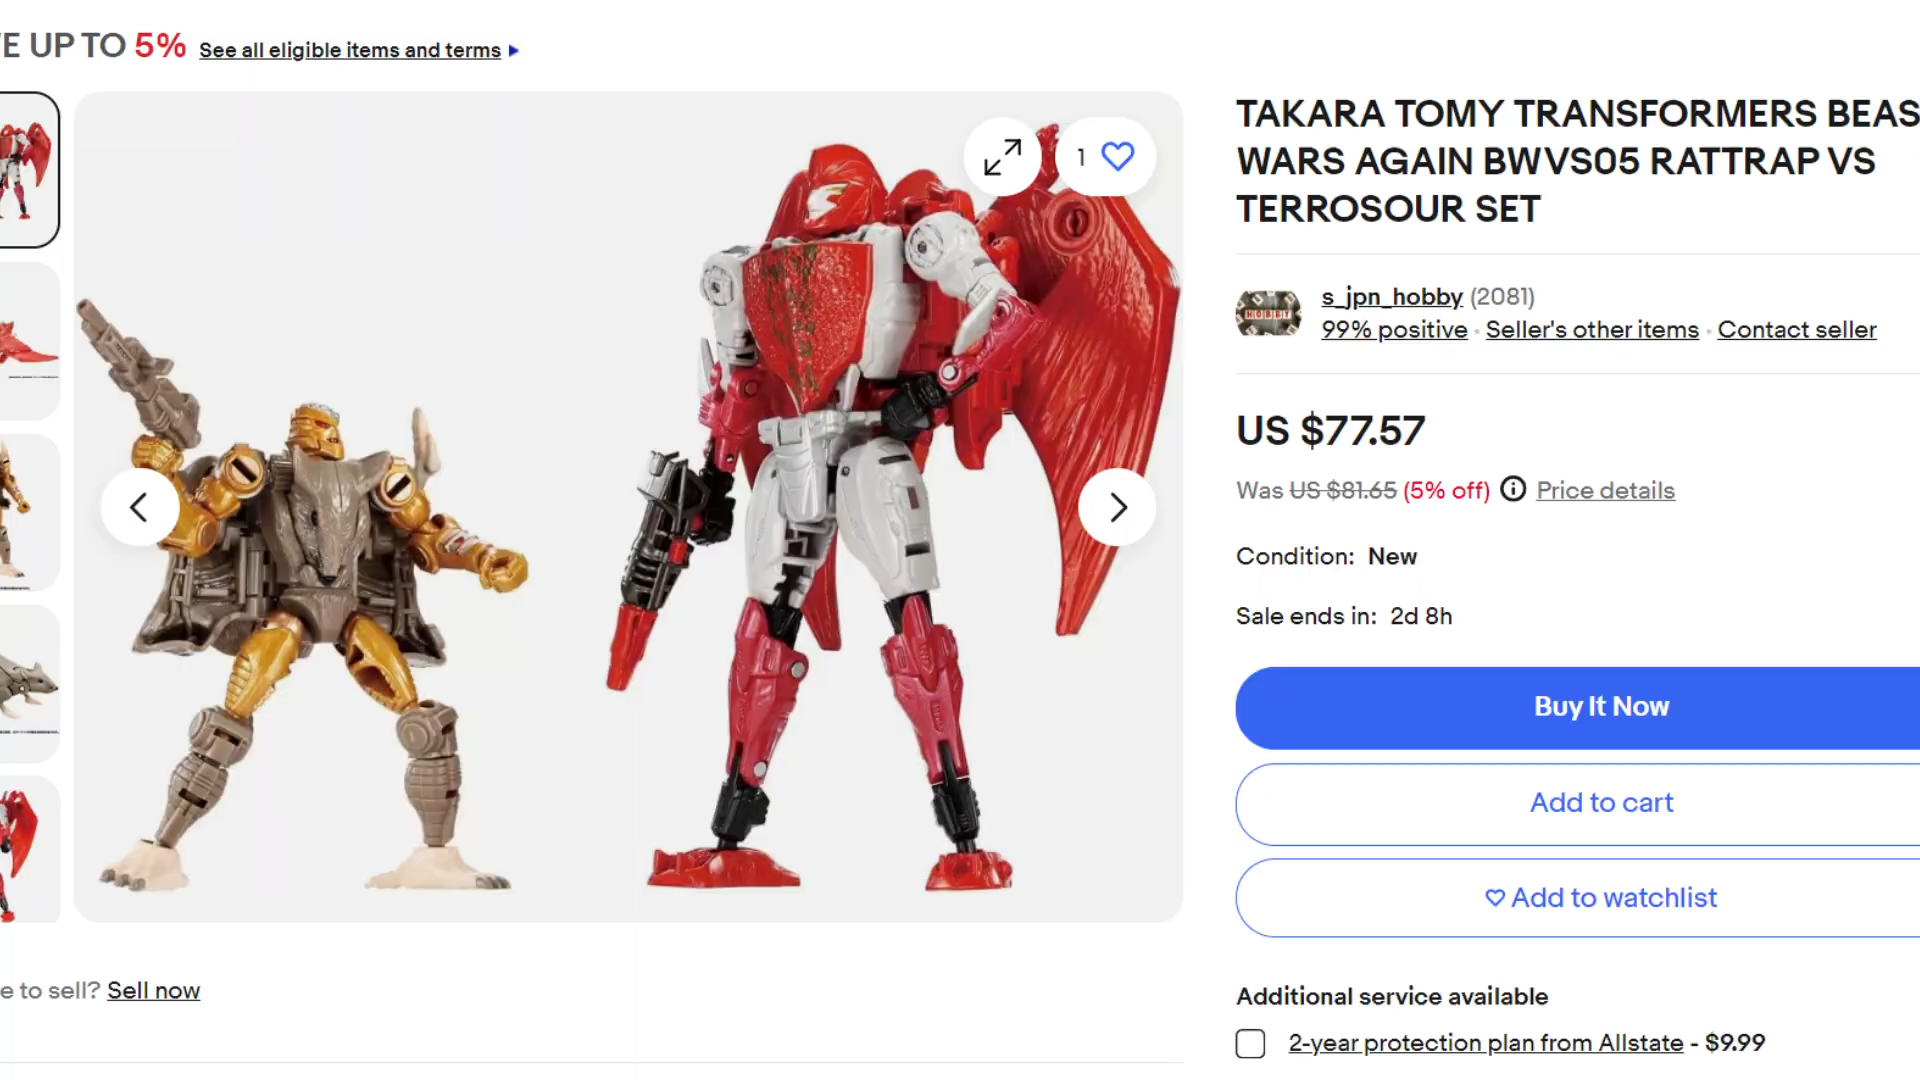 E UP TO 5% See all eligible items and terms
1
TAKARA TOMY TRANSFORMERS BEAS
WARS AGAIN BWVS05 RATTRAP VS
TERROSOUR SET
HOBBY
s_jpn_hobby (2081)
99% positive · Seller's other items · Contact seller
US $77.57
Was US $81.65 (5% off) Price details
Condition: New
Sale ends in: 2d 8h
Buy It Now
Add to cart
Add to watchlist
e to sell? Sell now
Additional service available
2-year protection plan from Allstate - $9.99